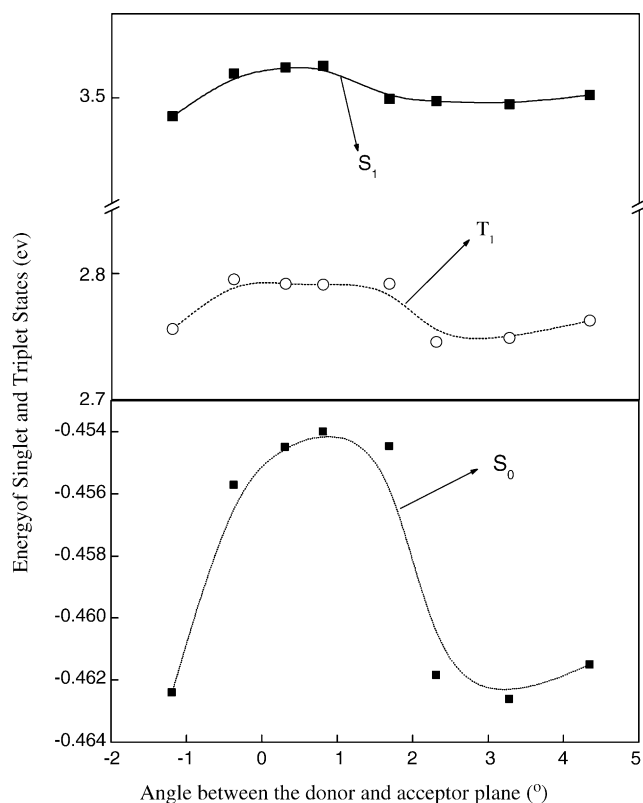 3.5
S1
T1
2.8
2.7
-0.454
S0
-0.456
-0.458
-0.460
-0.462
-0.464
-2 -1 0 1 2 3 4 5
Energyof Singlet and Triplet States (ev)
Angle between the donor and acceptor plane (o)